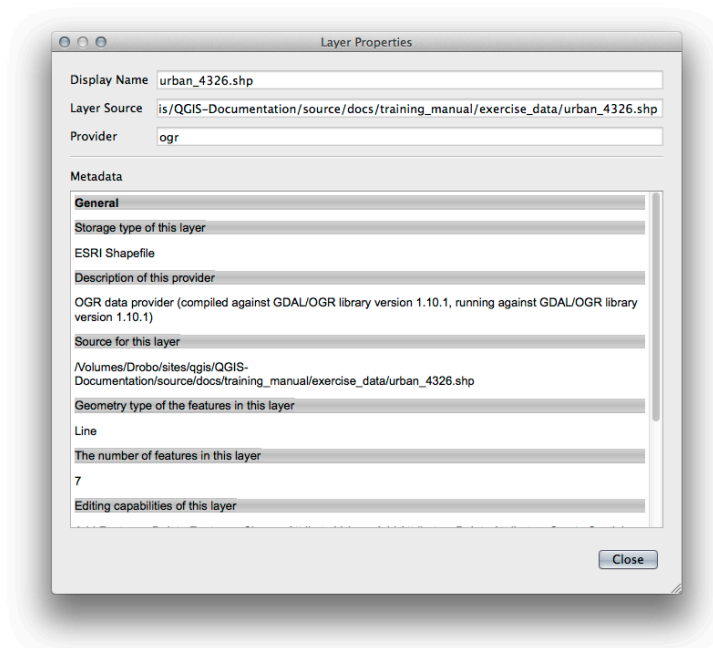 Layer Properties
Display Name urban_4326.shp
Layer Source is/QGIS-Documentation/source/docs/training_manual/exercise_data/urban_4326.shp
Provider ogr
Metadata
General
Storage type of this layer
ESRI Shapefile
Description of this provider
OGR data provider (compiled against GDAL/OGR library version 1.10.1, running against GDAL/OGR library
version 1.10.1)
Source for this layer
/Volumes/Drobo/sites/qgis/QGIS-
Documentation/source/docs/training_manual/exercise_data/urban_4326.shp
Geometry type of the features in this layer
Line
The number of features in this layer
7
Editing capabilities of this layer
Close